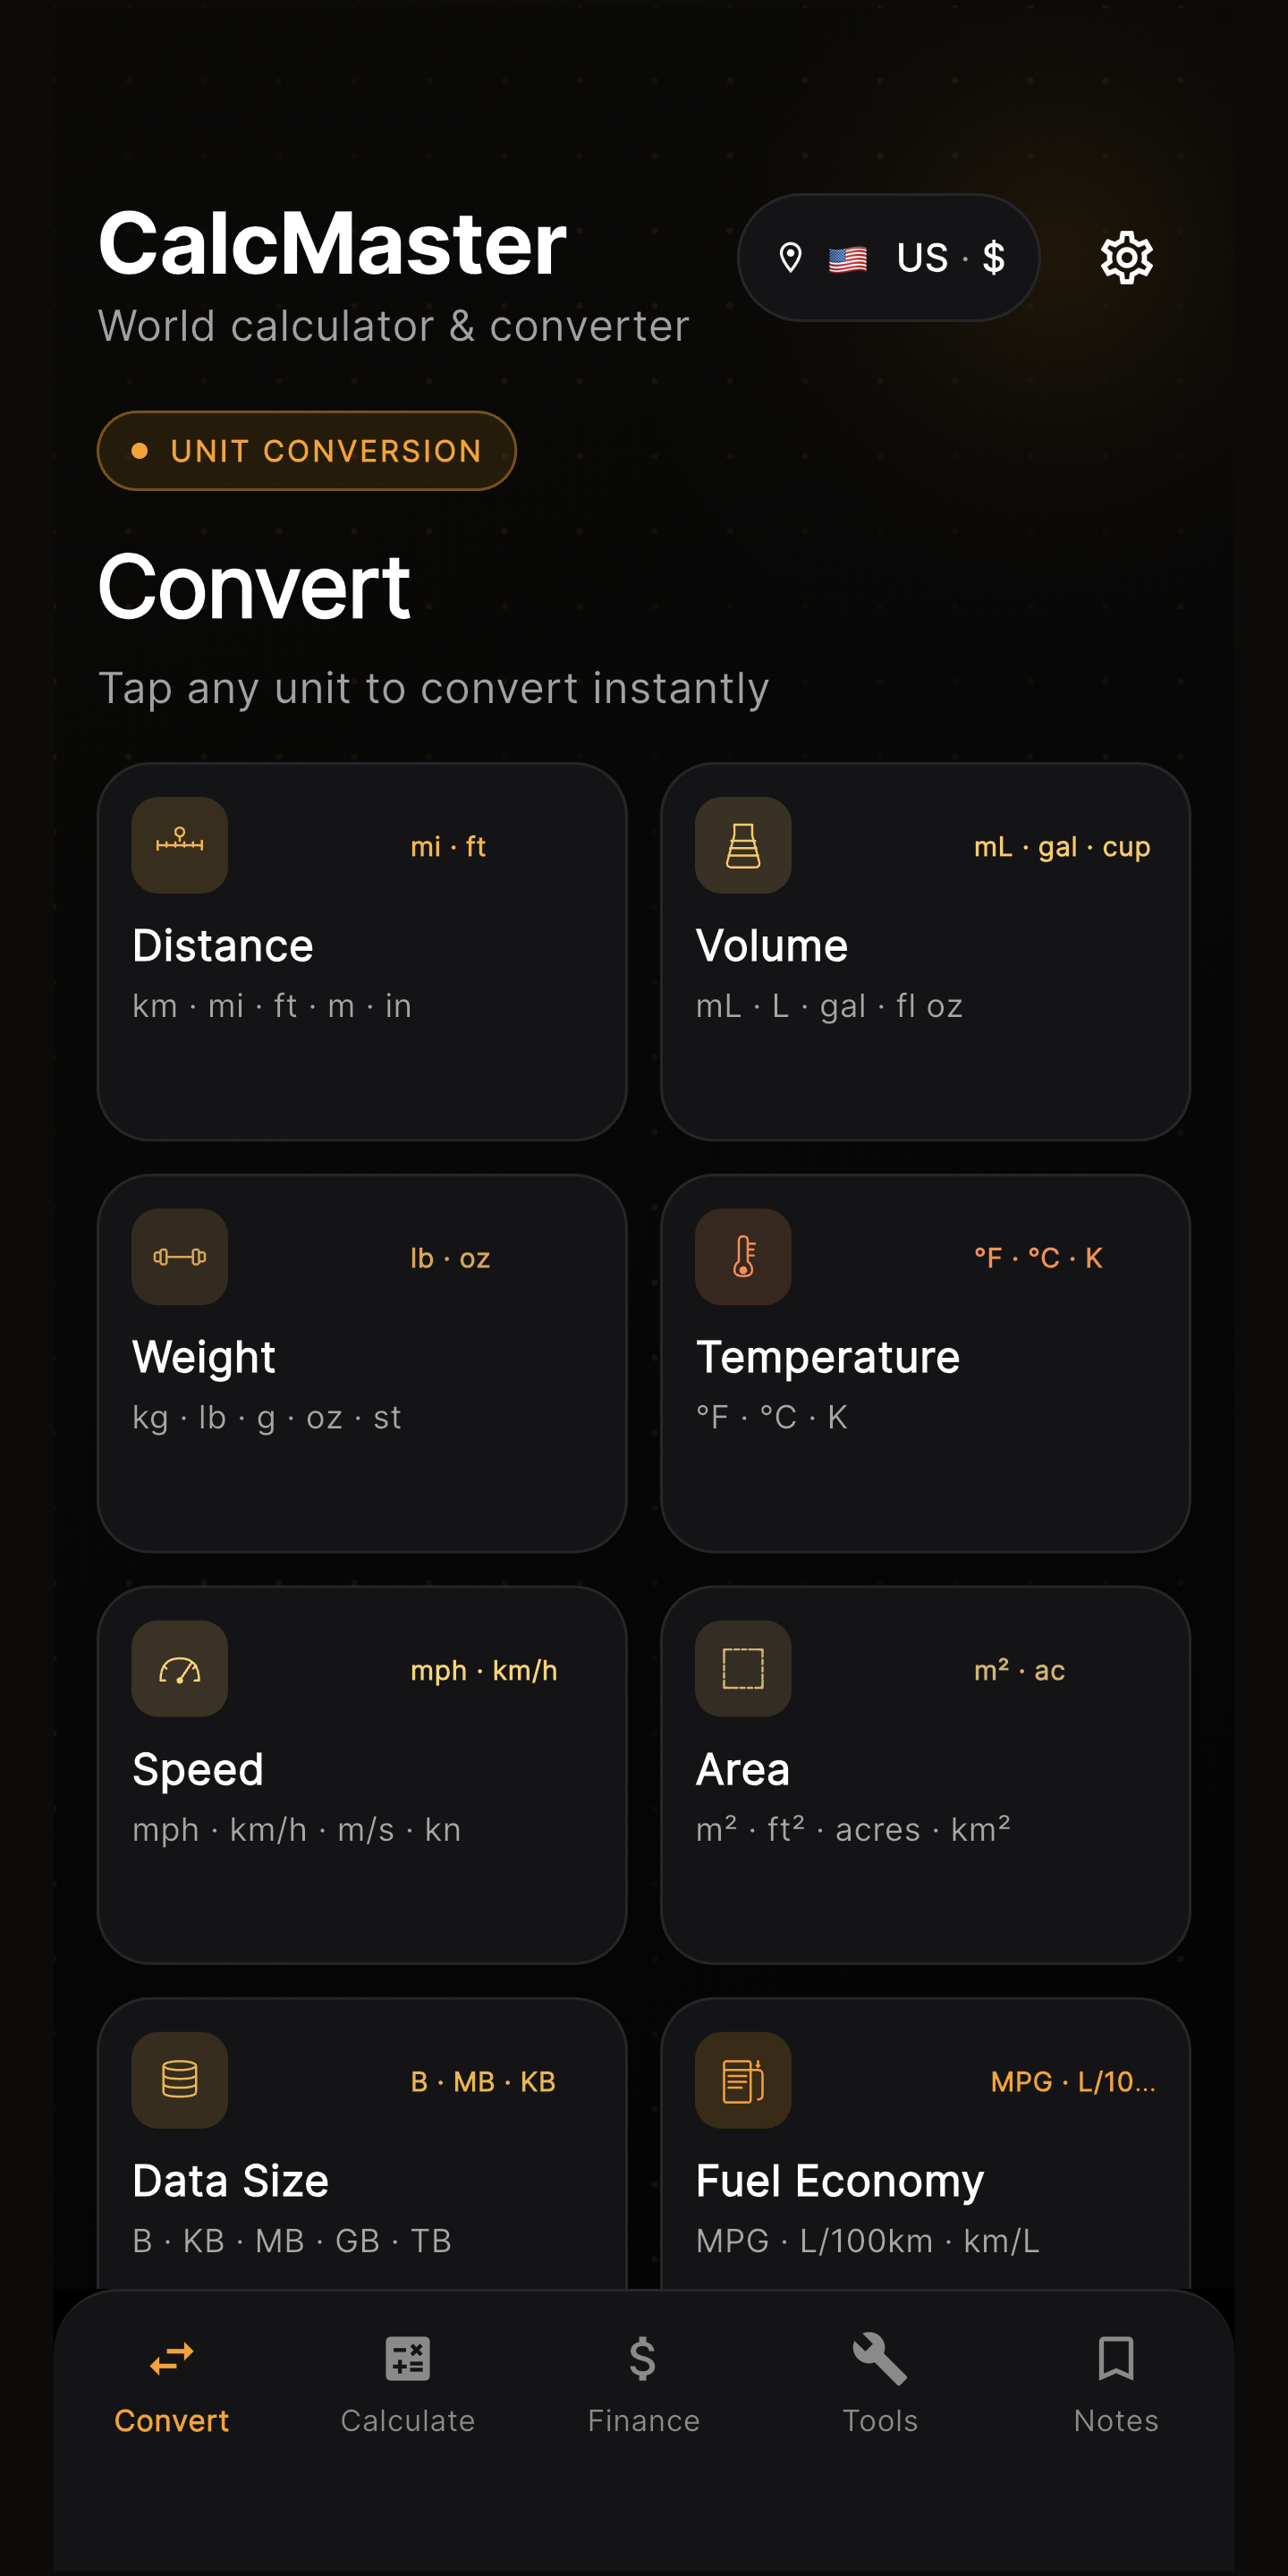 CalcMaster
World calculator & converter
🇺🇸 US · $
UNIT CONVERSION
Convert
Tap any unit to convert instantly
mi · ft
Distance
km · mi · ft · m · in
mL · gal · cup
Volume
mL · L · gal · fl oz
lb · oz
Weight
kg · lb · g · oz · st
°F · °C · K
Temperature
°F · °C · K
mph · km/h
Speed
mph · km/h · m/s · kn
m² · ac
Area
m² · ft² · acres · km²
B · MB · KB
Data Size
B · KB · MB · GB · TB
MPG · L/10...
Fuel Economy
MPG · L/100km · km/L
Convert
Calculate
Finance
Tools
Notes